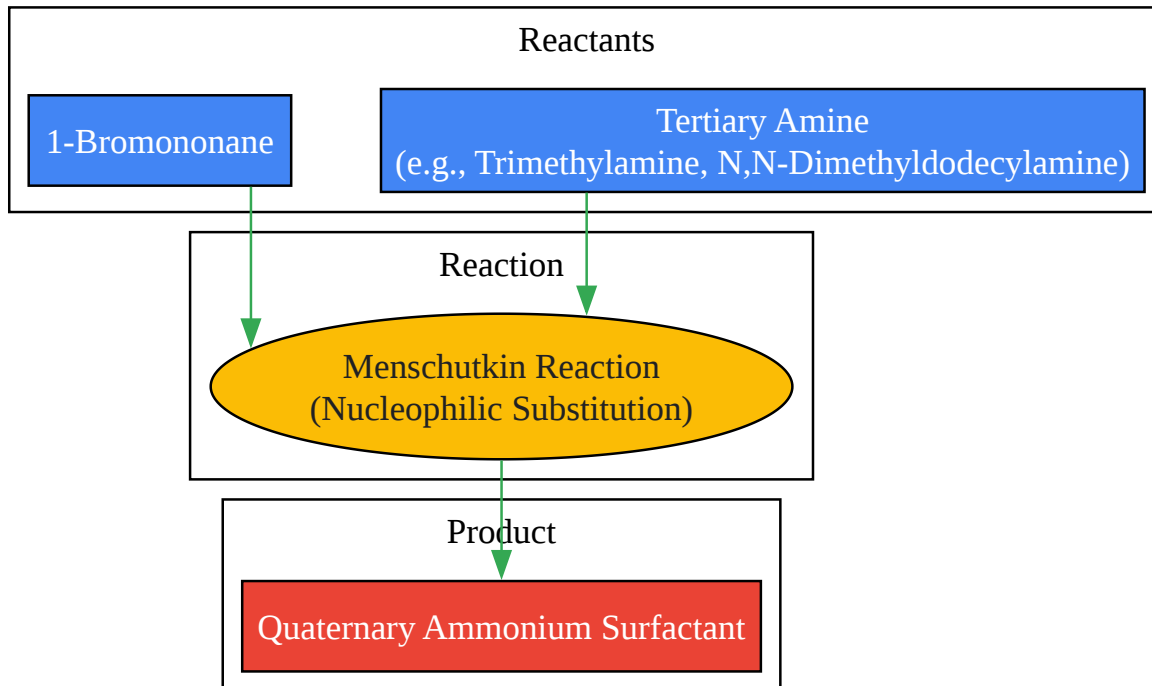 Reactants
1-Bromononane
Tertiary Amine
(e.g., Trimethylamine, N,N-Dimethyldodecylamine)
Reaction
Menschutkin Reaction
(Nucleophilic Substitution)
Product
Quaternary Ammonium Surfactant